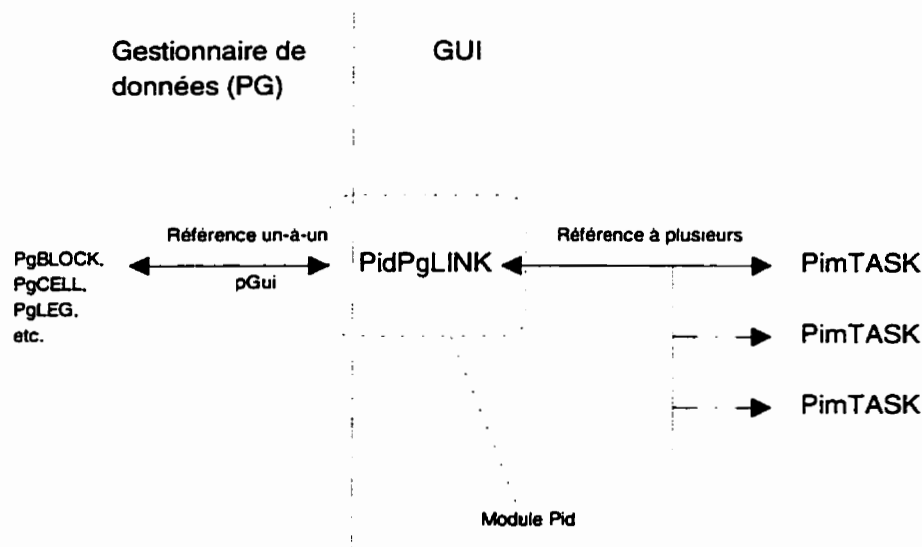 Gestionnaire de
données (PG)
GUI
Référence un-à-un
Référence à plusieurs
PgBLOCK,
PgCELL,
PgLEG,
etc.
pGui
PidPgLINK
PimTASK
PimTASK
PimTASK
Module Pid